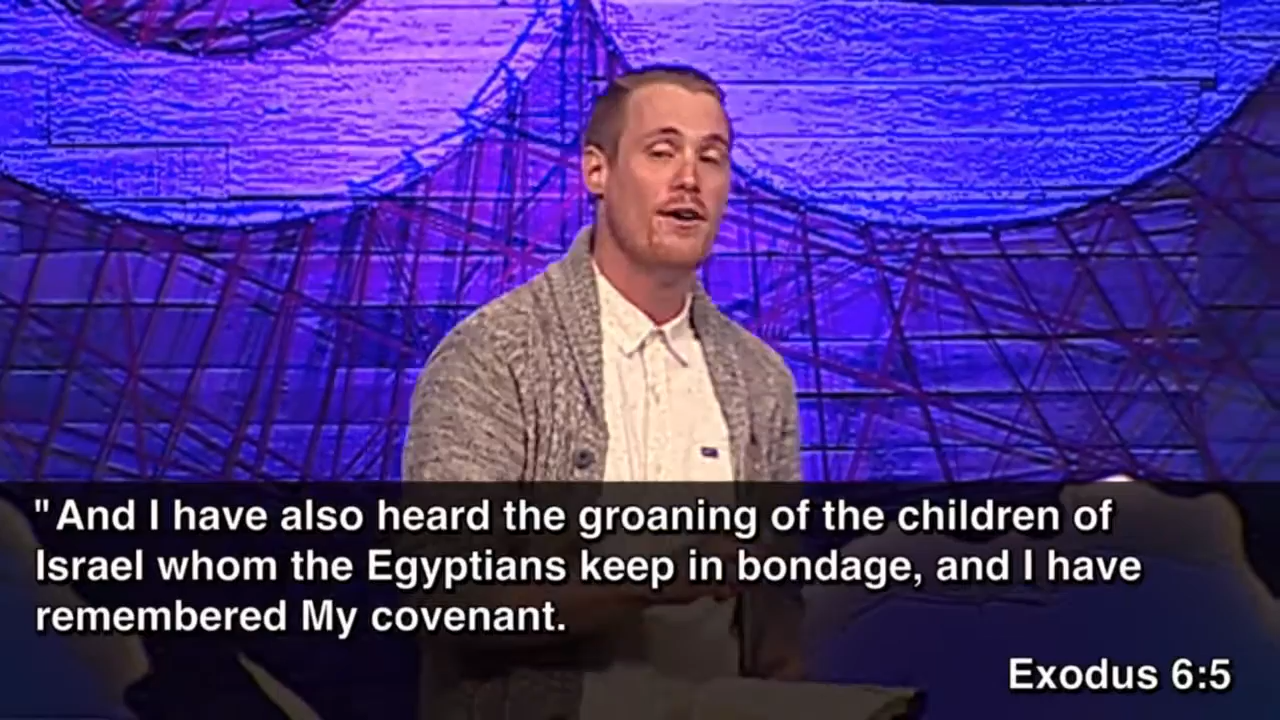 "And I have also heard the groaning of the children of
Israel whom the Egyptians keep in bondage, and I have
remembered My covenant.
Exodus 6:5